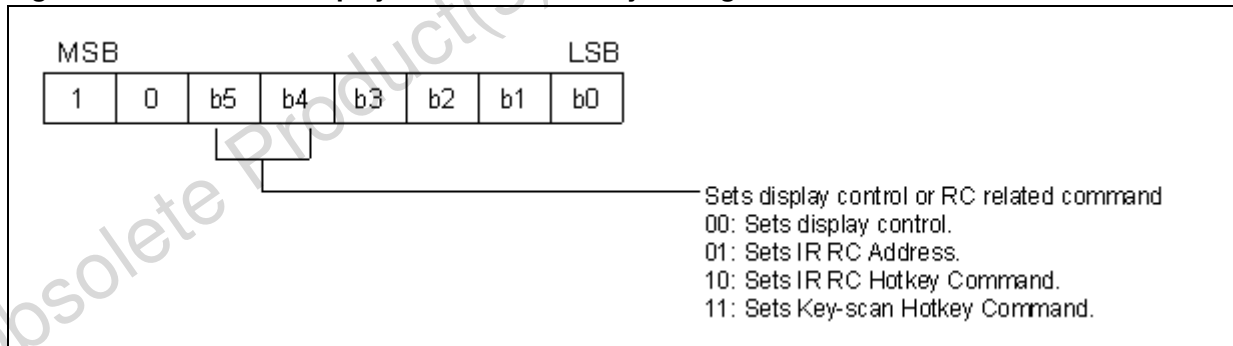 MSB LSB
1 0 b5 b4 b3 b2 b1 b0
Sets display control or RC related command
00: Sets display control.
01: Sets IR RC Address.
10: Sets IR RC Hotkey Command.
11: Sets Key-scan Hotkey Command.